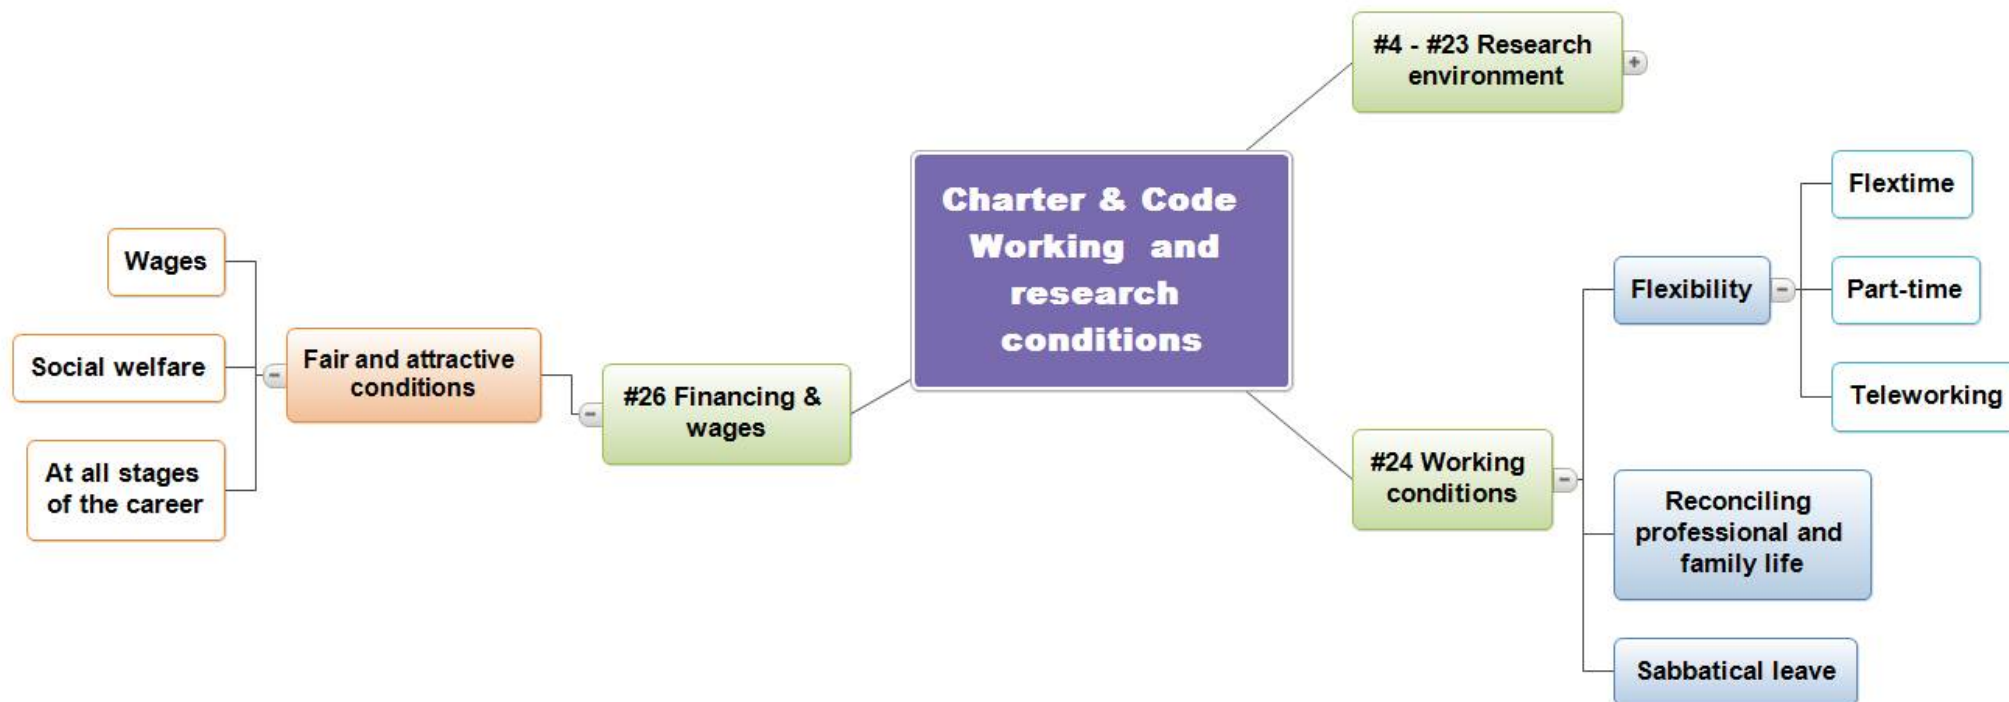 Charter & Code
Working and
research
conditions
#4 - #23 Research
environment
#24 Working
conditions
Flexibility
Flextime
Part-time
Teleworking
Reconciling
professional and
family life
Sabbatical leave
#26 Financing &
wages
Fair and attractive
conditions
Wages
Social welfare
At all stages
of the career